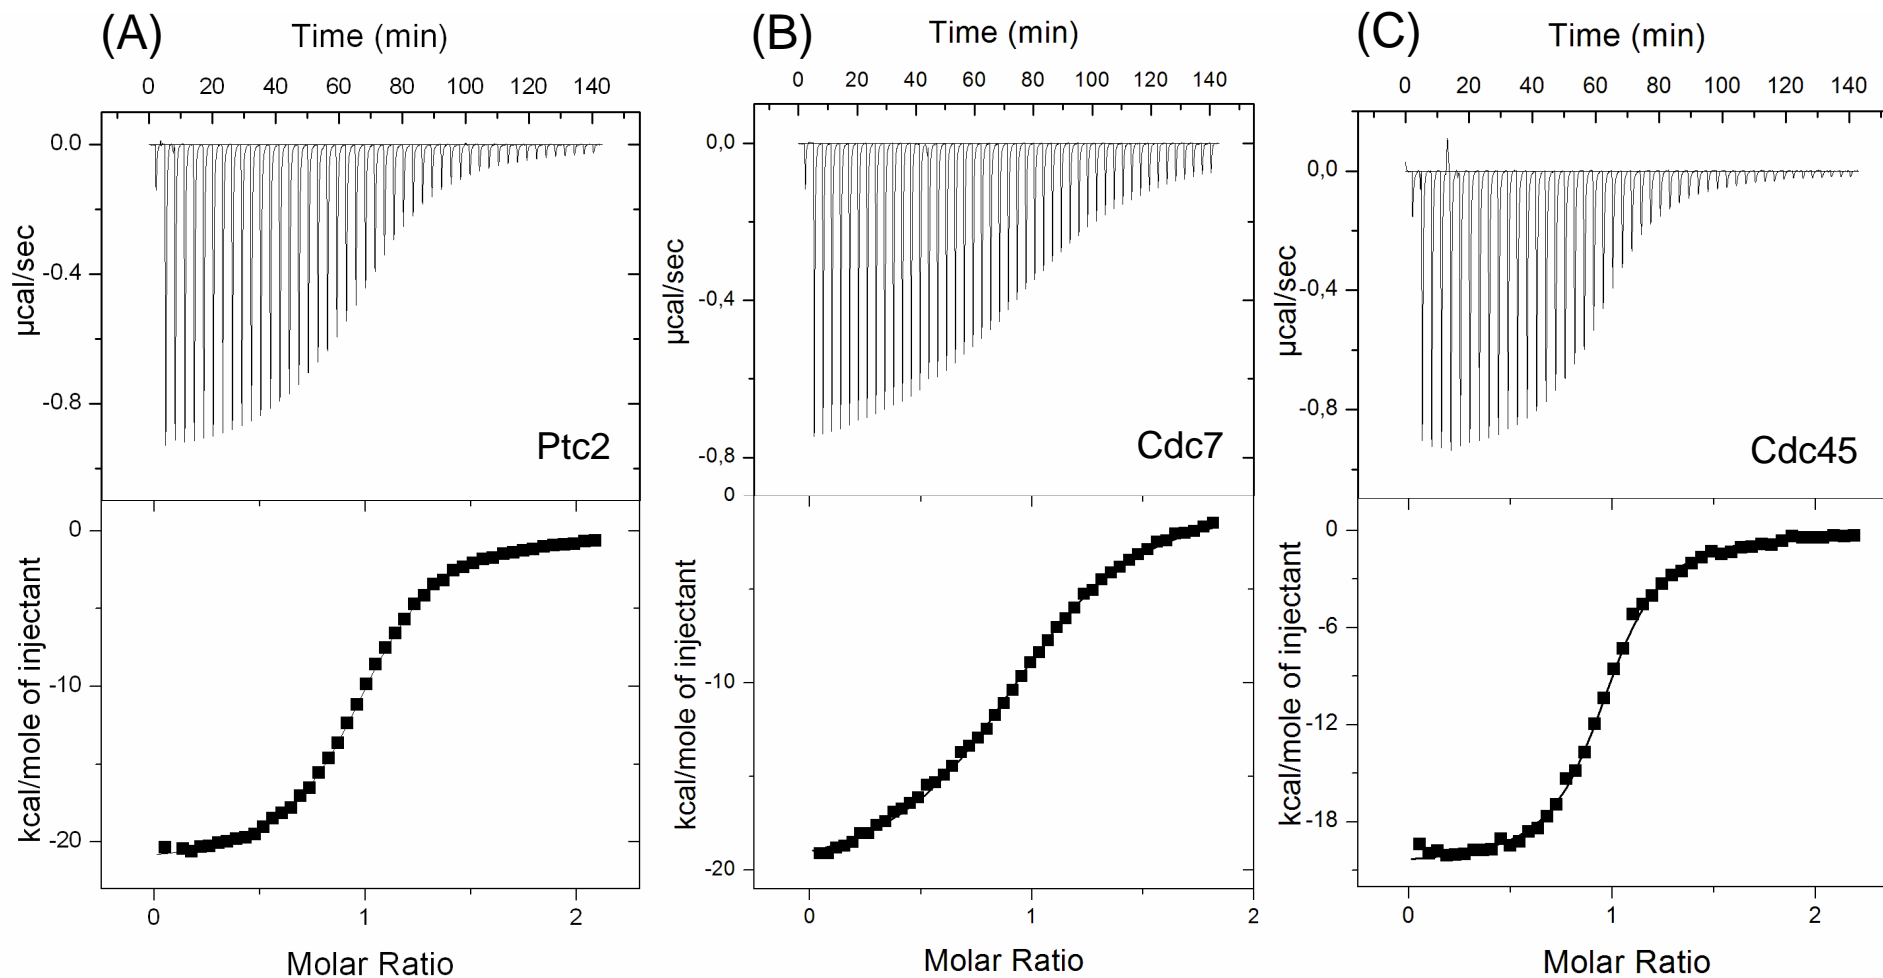 (A) Time (min)
0 20 40 60 80 100 120 140
0.0
-0.4
-0.8
µcal/sec
Ptc2
0
-10
-20
kcal/mole of injectant
0 1 2
Molar Ratio
(B) Time (min)
0 20 40 60 80 100 120 140
0,0
-0,4
-0,8
µcal/sec
Cdc7
0
-10
-20
kcal/mole of injectant
0 1 2
Molar Ratio
(C) Time (min)
0 20 40 60 80 100 120 140
0,0
-0,4
-0,8
µcal/sec
Cdc45
0
-6
-12
-18
kcal/mole of injectant
0 1 2
Molar Ratio